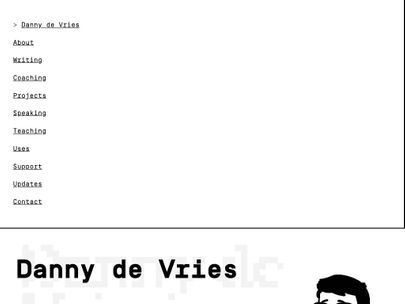 > Danny de Vries
About
Writing
Coaching
Projects
Speaking
Teaching
Uses
Support
Updates
Contact
Danny de Vries